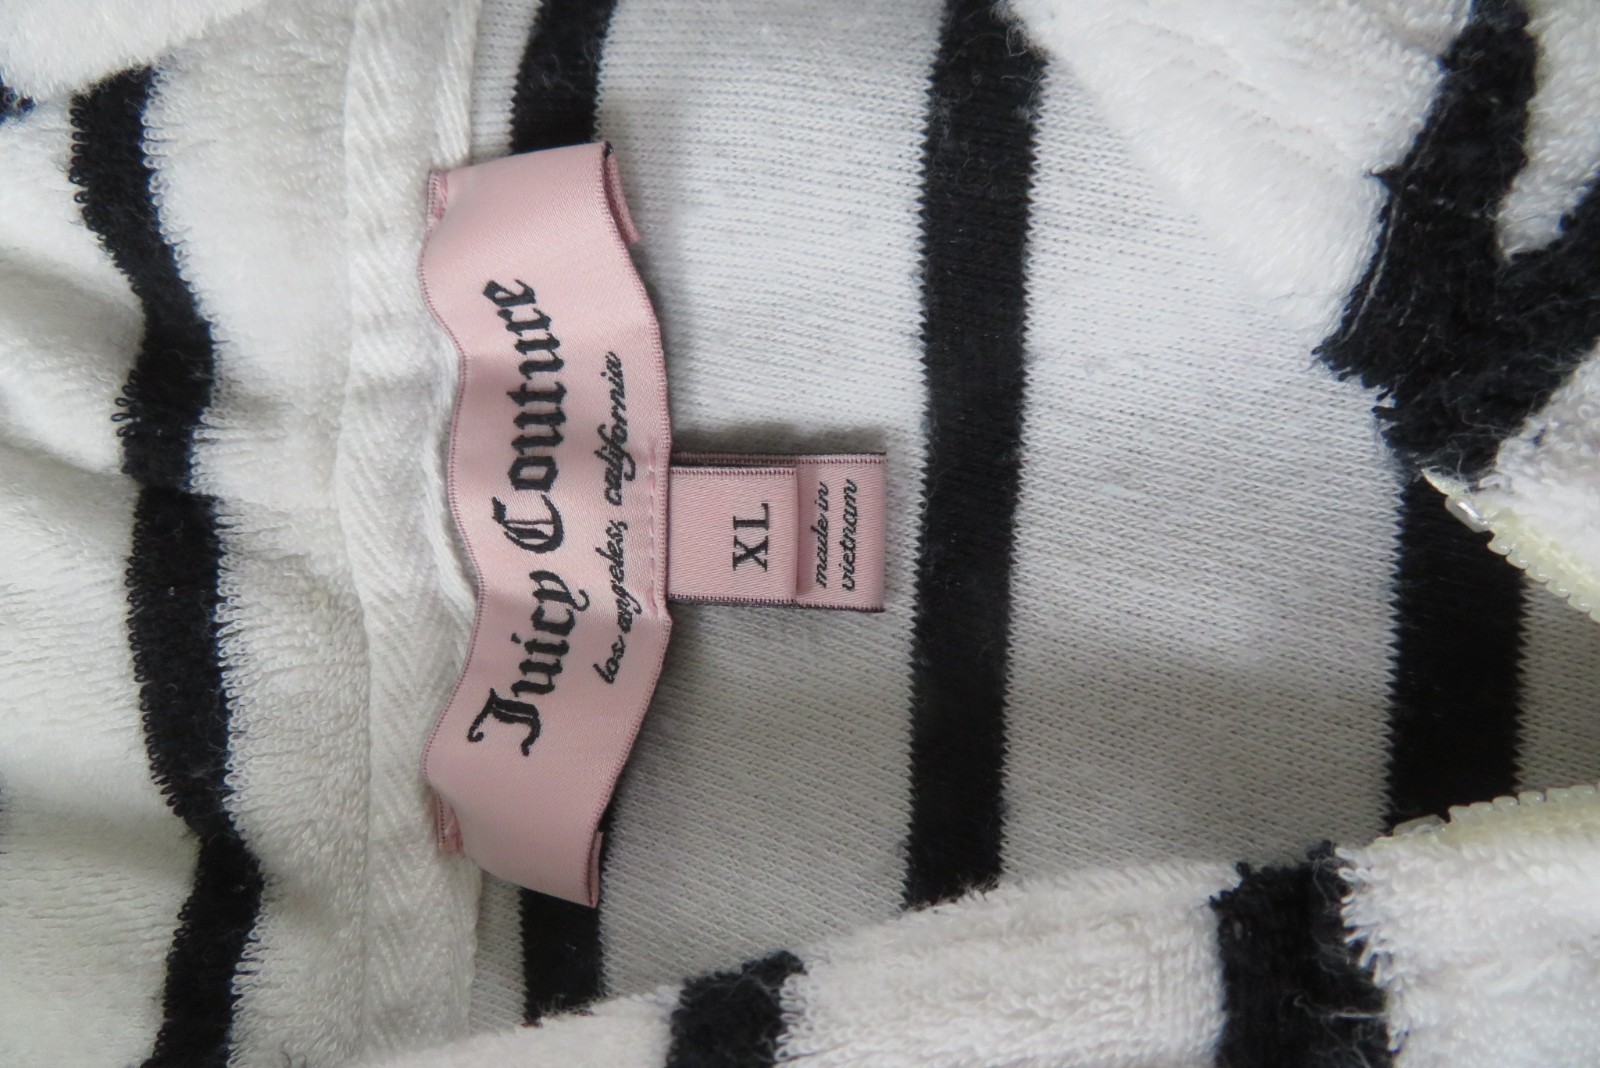 Juicy Couture
los angeles, california
XL
made in
vietnam